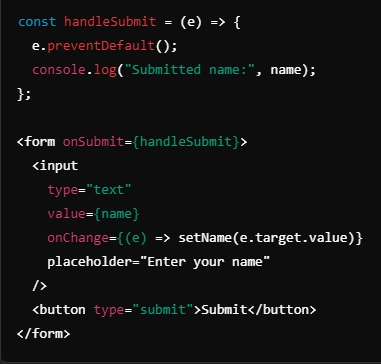 const handleSubmit = (e) => {
  e.preventDefault();
  console.log("Submitted name:", name);
};

<form onSubmit={handleSubmit}>
  <input
    type="text"
    value={name}
    onChange={(e) => setName(e.target.value)}
    placeholder="Enter your name"
  />
  <button type="submit">Submit</button>
</form>